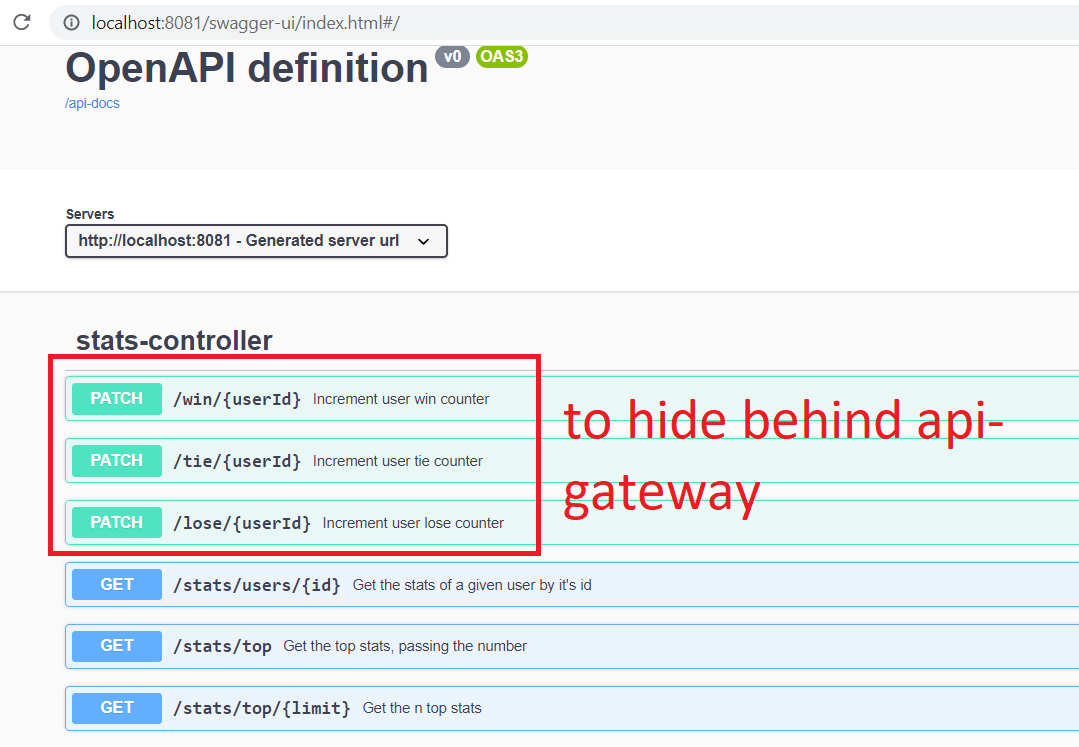 localhost:8081/swagger-ui/index.html#/
OpenAPI definition v0 OAS3
/api-docs
Servers
http://localhost:8081 - Generated server url
stats-controller
PATCH /win/{userId} Increment user win counter
PATCH /tie/{userId} Increment user tie counter
PATCH /lose/{userId} Increment user lose counter
to hide behind api-
gateway
GET /stats/users/{id} Get the stats of a given user by it's id
GET /stats/top Get the top stats, passing the number
GET /stats/top/{limit} Get the n top stats